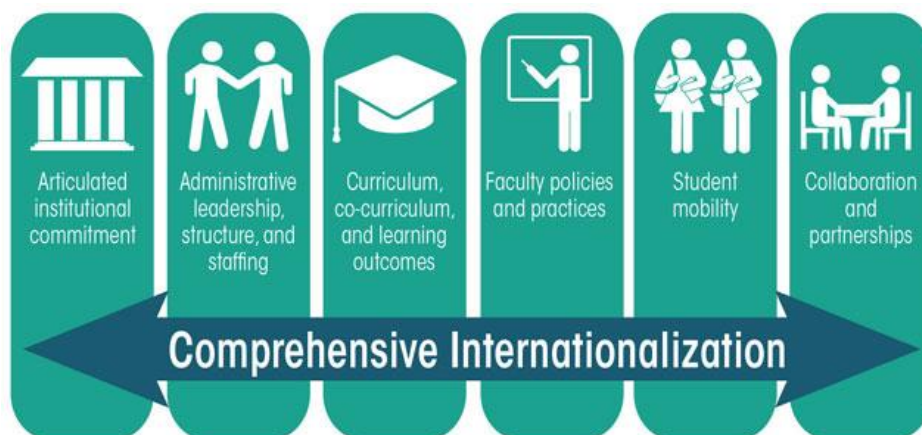 Articulated
institutional
commitment
Administrative
leadership,
structure, and
staffing
Curriculum,
co-curriculum,
and learning
outcomes
Faculty policies
and practices
Student
mobility
Collaboration
and
partnerships
Comprehensive Internationalization